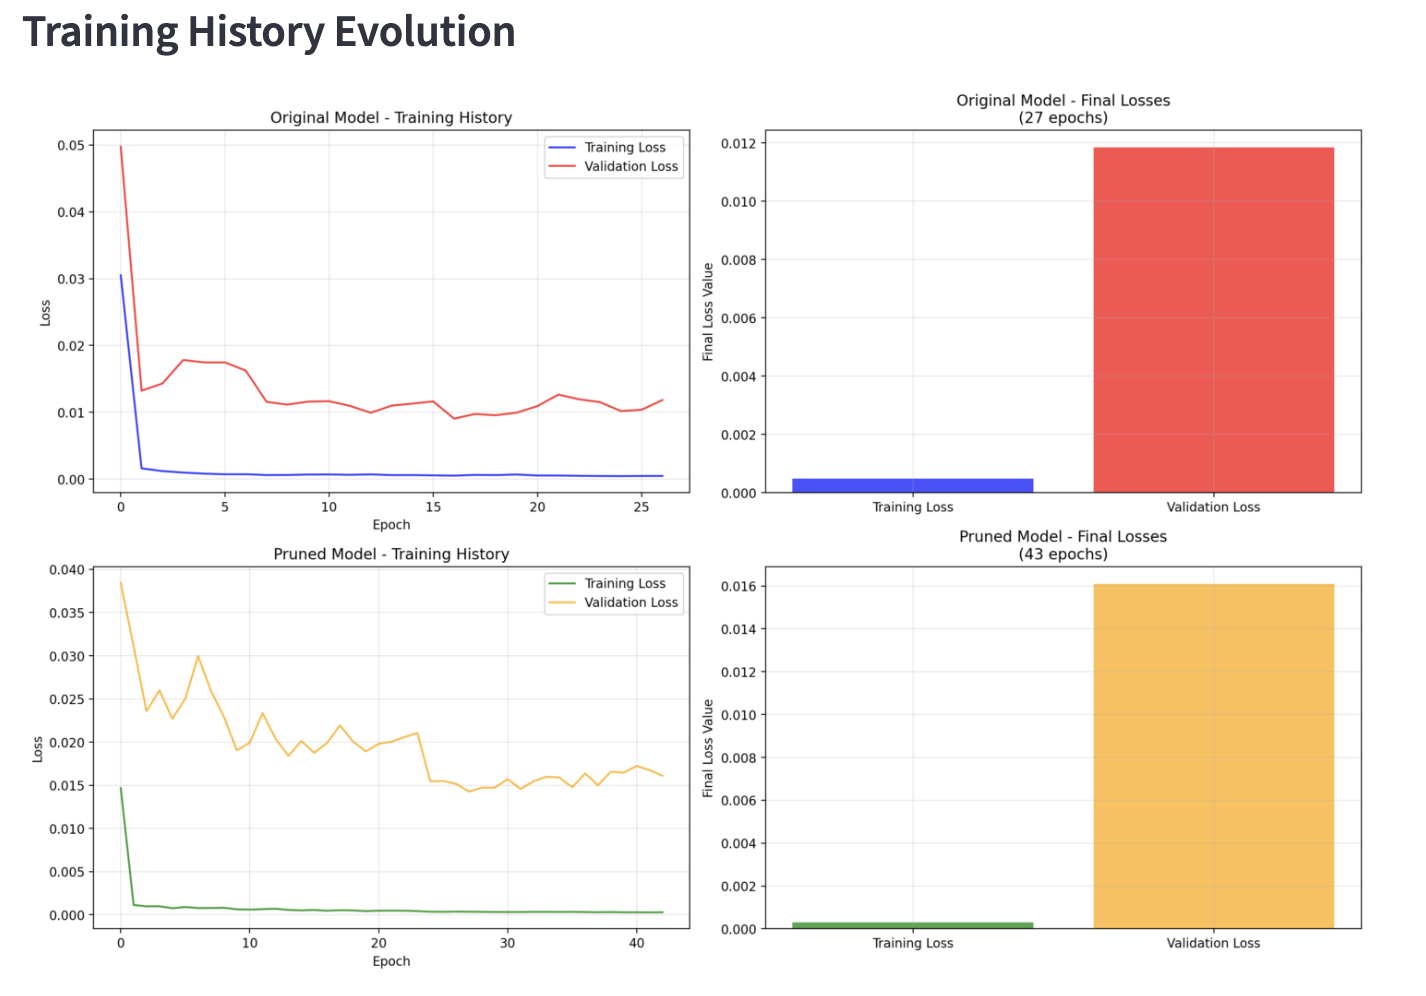 Training History Evolution
Original Model - Training History
0.05
0.04
0.03
0.02
0.01
0.00
Loss
Training Loss
Validation Loss
0
5
10
15
20
25
Epoch
Original Model - Final Losses
(27 epochs)
0.012
0.010
0.008
0.006
0.004
0.002
0.000
Final Loss Value
Training Loss
Validation Loss
Pruned Model - Training History
0.040
0.035
0.030
0.025
0.020
0.015
0.010
0.005
0.000
Loss
Training Loss
Validation Loss
0
10
20
30
40
Epoch
Pruned Model - Final Losses
(43 epochs)
0.016
0.014
0.012
0.010
0.008
0.006
0.004
0.002
0.000
Final Loss Value
Training Loss
Validation Loss